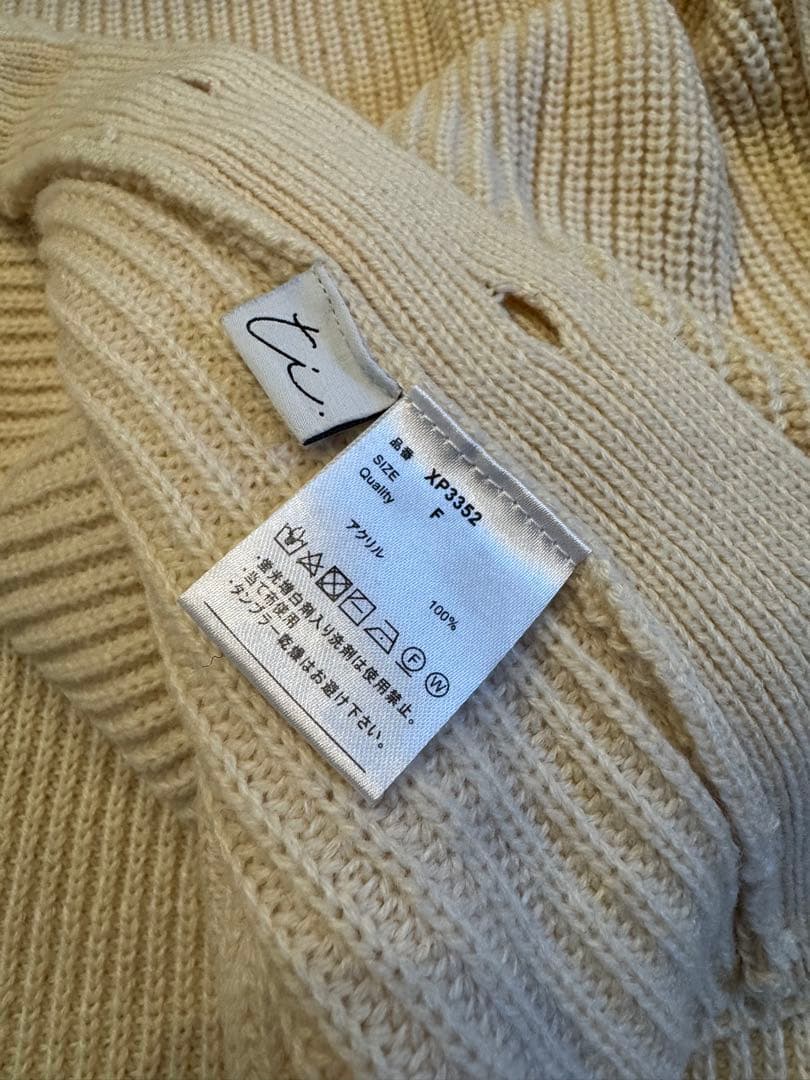 ti.
品番 XP3352
SIZE F
Quality
アクリル 100%
F W
・蛍光増白剤入り洗剤は使用禁止。
・当て布使用
・タンブラー乾燥はお避け下さい。